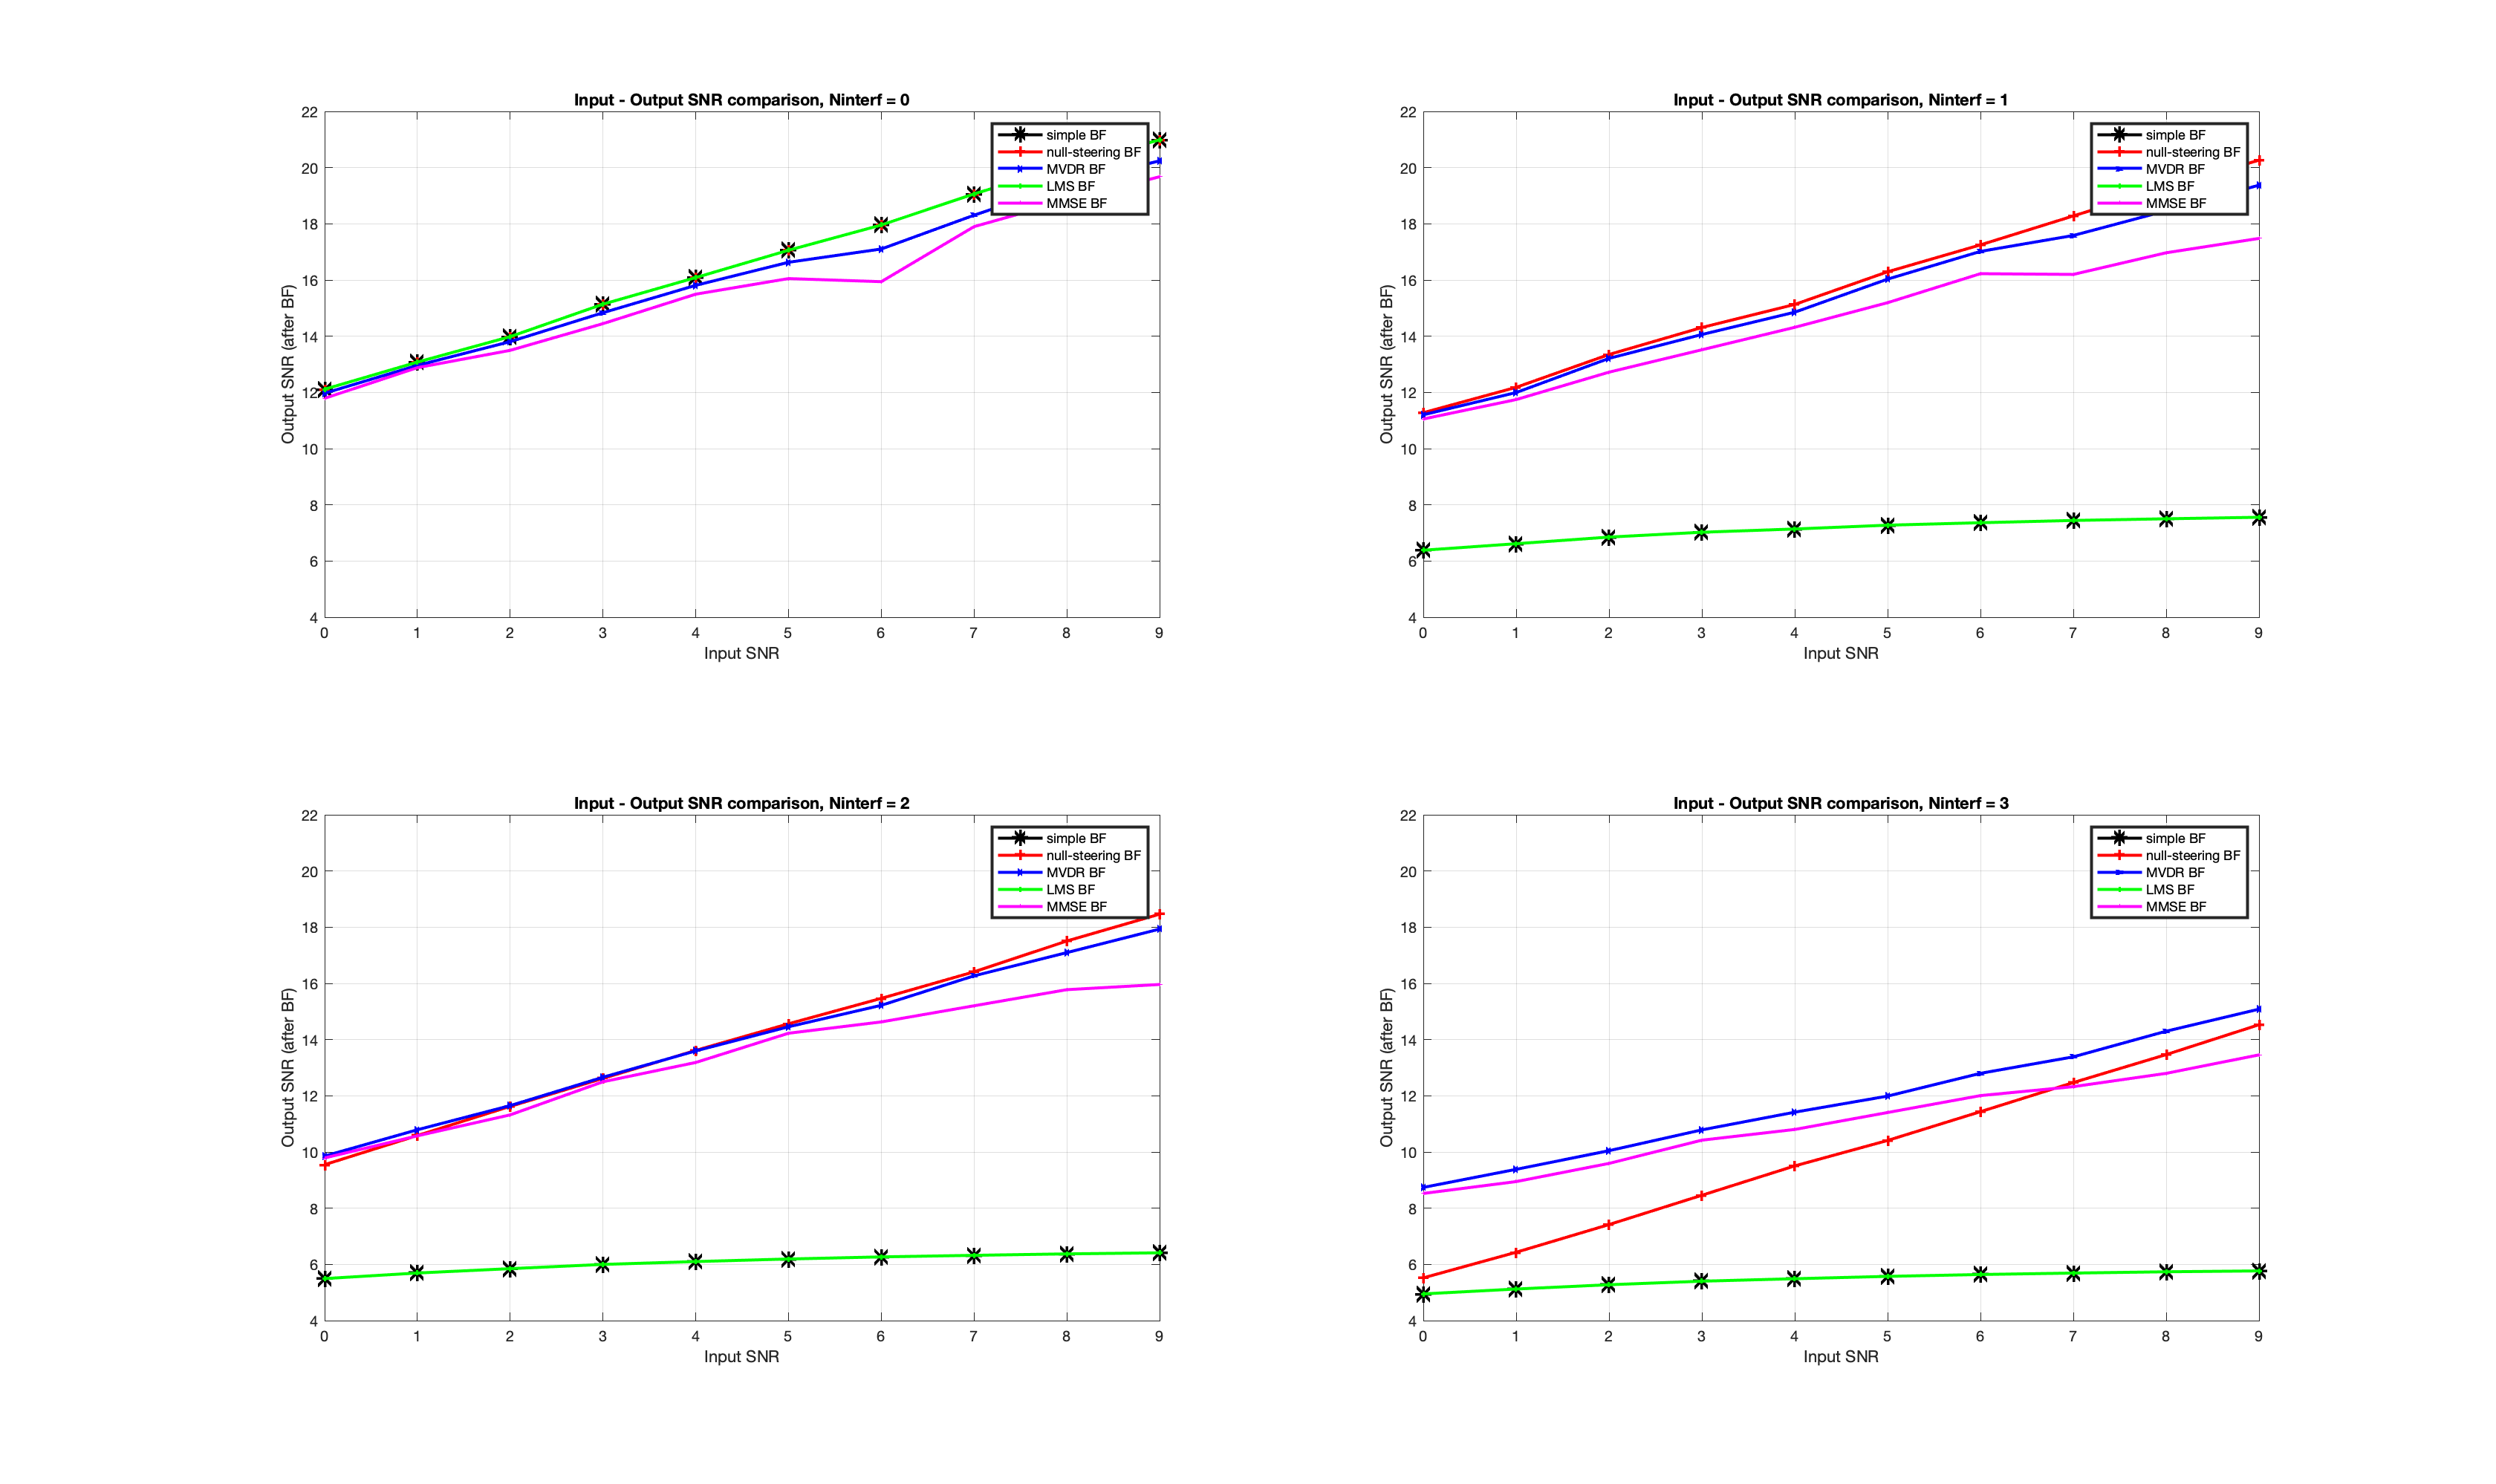 Input - Output SNR comparison, Ninterf = 0
22
20
18
16
14
12
10
8
6
4
Output SNR (after BF)
simple BF
null-steering BF
MVDR BF
LMS BF
MMSE BF
0 1 2 3 4 5 6 7 8 9
Input SNR
Input - Output SNR comparison, Ninterf = 1
22
20
18
16
14
12
10
8
6
4
Output SNR (after BF)
simple BF
null-steering BF
MVDR BF
LMS BF
MMSE BF
0 1 2 3 4 5 6 7 8 9
Input SNR
Input - Output SNR comparison, Ninterf = 2
22
20
18
16
14
12
10
8
6
4
Output SNR (after BF)
simple BF
null-steering BF
MVDR BF
LMS BF
MMSE BF
0 1 2 3 4 5 6 7 8 9
Input SNR
Input - Output SNR comparison, Ninterf = 3
22
20
18
16
14
12
10
8
6
4
Output SNR (after BF)
simple BF
null-steering BF
MVDR BF
LMS BF
MMSE BF
0 1 2 3 4 5 6 7 8 9
Input SNR